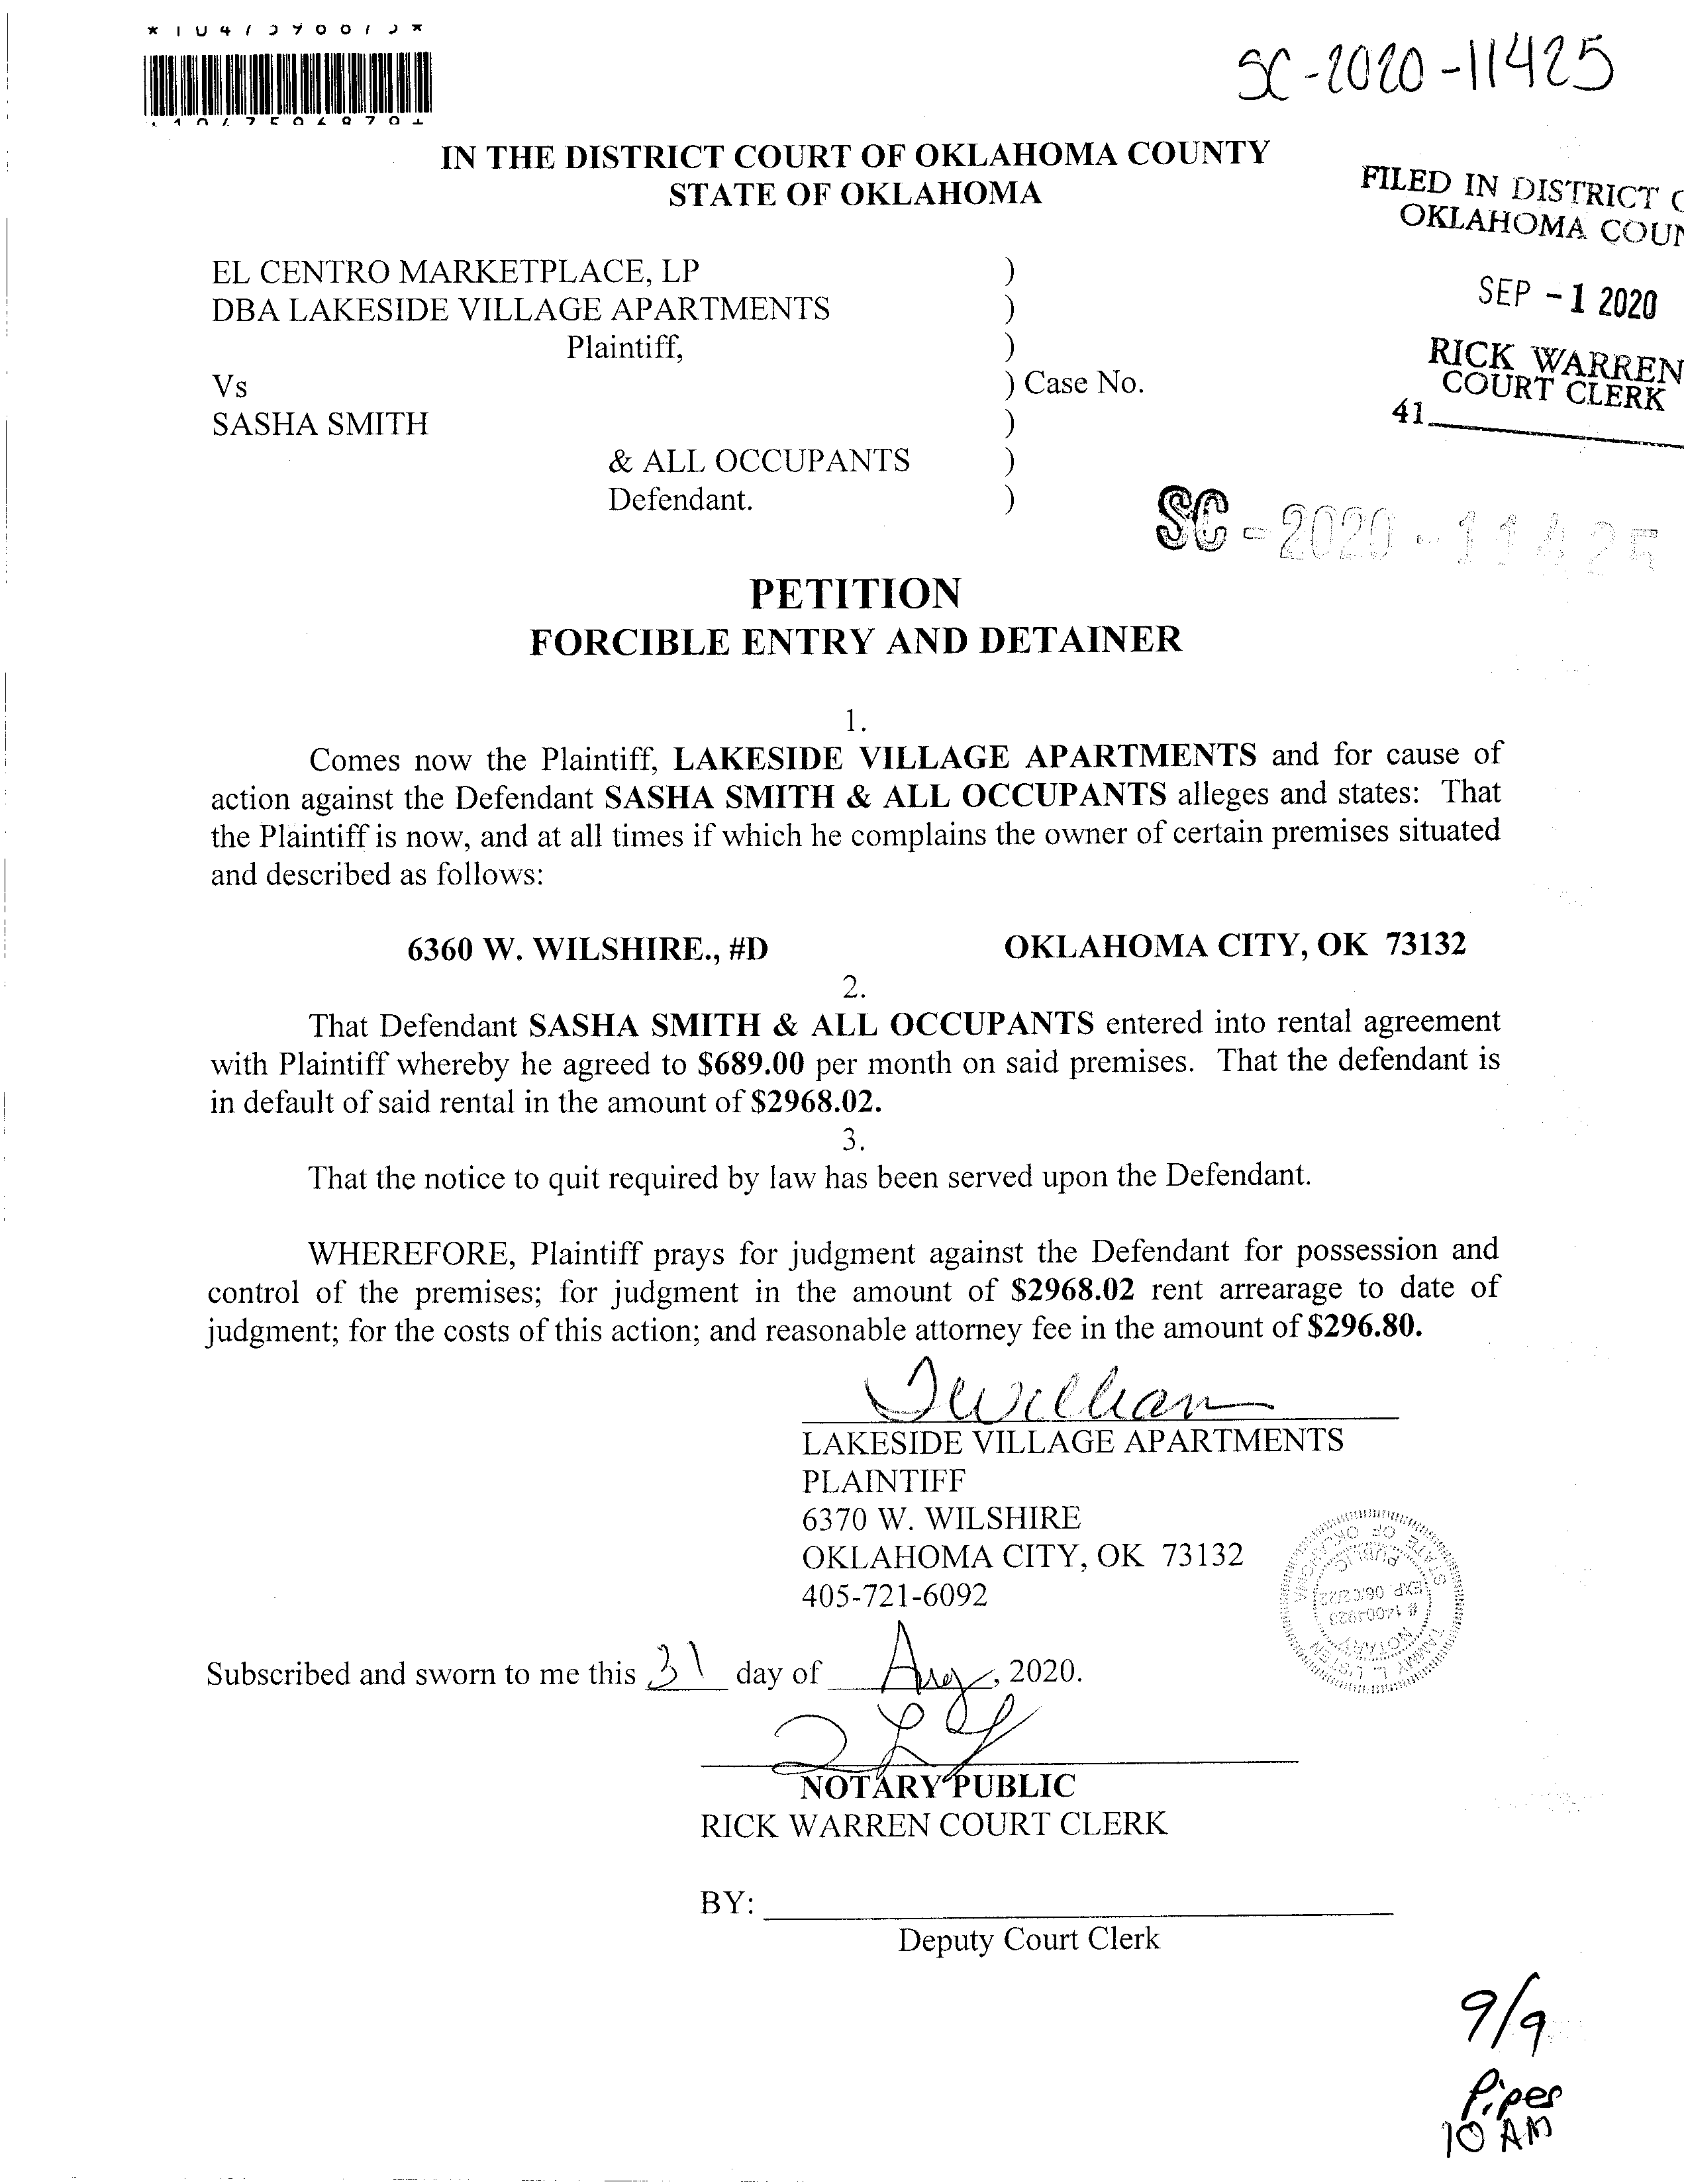 SC-2020-11425
IN THE DISTRICT COURT OF OKLAHOMA COUNTY
STATE OF OKLAHOMA
FILED IN DISTRICT C
OKLAHOMA COUN
SEP -1 2020
RICK WARREN
COURT CLERK
41
EL CENTRO MARKETPLACE, LP )
DBA LAKESIDE VILLAGE APARTMENTS )
Plaintiff, )
Vs ) Case No.
SASHA SMITH )
& ALL OCCUPANTS )
Defendant. )
SC - 2020 - 11425
PETITION
FORCIBLE ENTRY AND DETAINER
1.
Comes now the Plaintiff, LAKESIDE VILLAGE APARTMENTS and for cause of
action against the Defendant SASHA SMITH & ALL OCCUPANTS alleges and states: That
the Plaintiff is now, and at all times if which he complains the owner of certain premises situated
and described as follows:
6360 W. WILSHIRE., #D OKLAHOMA CITY, OK 73132
2.
That Defendant SASHA SMITH & ALL OCCUPANTS entered into rental agreement
with Plaintiff whereby he agreed to $689.00 per month on said premises. That the defendant is
in default of said rental in the amount of $2968.02.
3.
That the notice to quit required by law has been served upon the Defendant.
WHEREFORE, Plaintiff prays for judgment against the Defendant for possession and
control of the premises; for judgment in the amount of $2968.02 rent arrearage to date of
judgment; for the costs of this action; and reasonable attorney fee in the amount of $296.80.
LAKESIDE VILLAGE APARTMENTS
PLAINTIFF
6370 W. WILSHIRE
OKLAHOMA CITY, OK 73132
405-721-6092
TAMMY L. LISTEN
NOTARY
# 14004923
EXP. 06/02/22
PUBLIC
STATE OF OKLAHOMA
Subscribed and sworn to me this 31 day of Aug, 2020.
NOTARY PUBLIC
RICK WARREN COURT CLERK
BY:
Deputy Court Clerk
9/9
Piper
10 AM